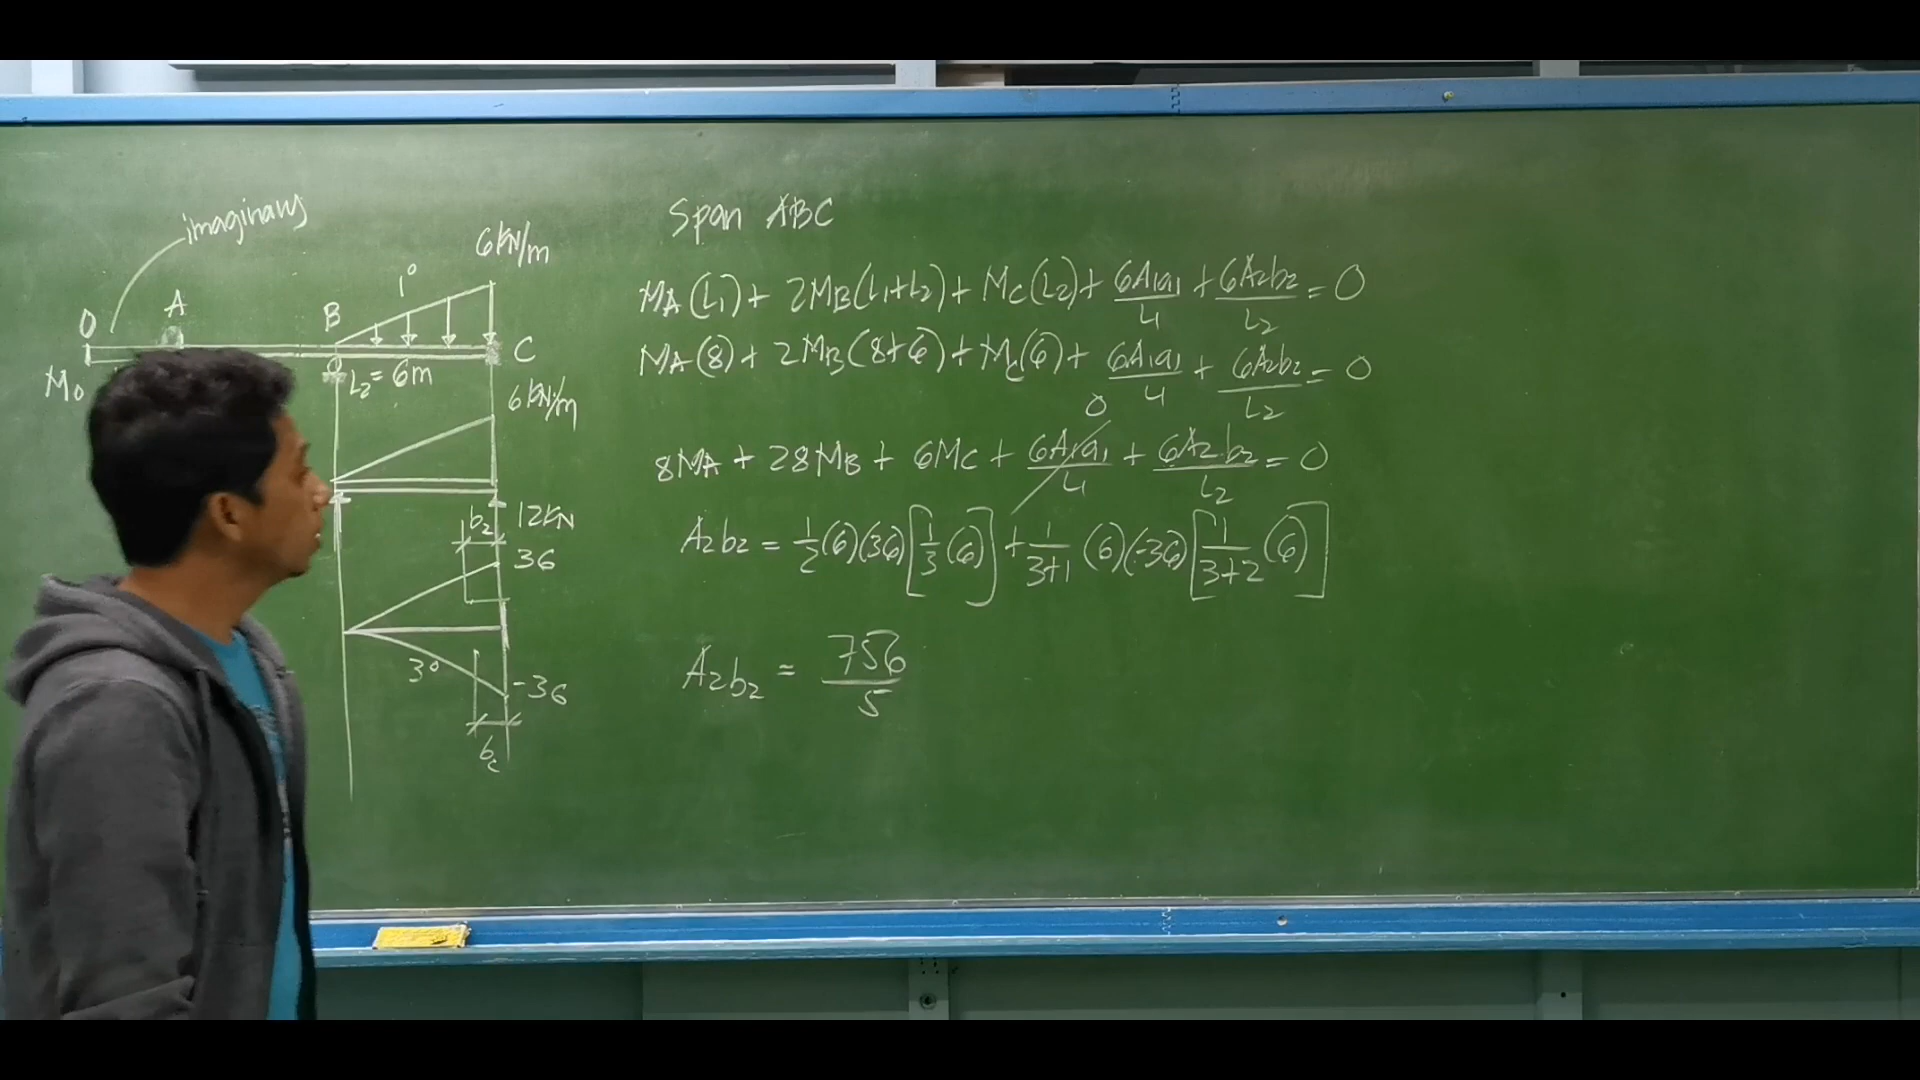 imaginary
6kN/m
1°
O
A
B
C
M₀
L₂= 6m
6kN/m
b₂
12kN
36
3°
-36
b₂
Span ABC
MA(L₁) + 2MB(L₁+L₂) + MC(L₂) + 6A₁a₁/L₁ + 6A₂b₂/L₂ = 0
MA(8) + 2MB(8+6) + MC(6) + 6A₁a₁/L₁ + 6A₂b₂/L₂ = 0
0
8MA + 28MB + 6MC + 6A₁a₁/L₁ + 6A₂b₂/L₂ = 0
A₂b₂ = 1/2(6)(36)[1/3(6)] + 1/3+1 (6)(-36)[1/3+2(6)]
A₂b₂ = 756/5